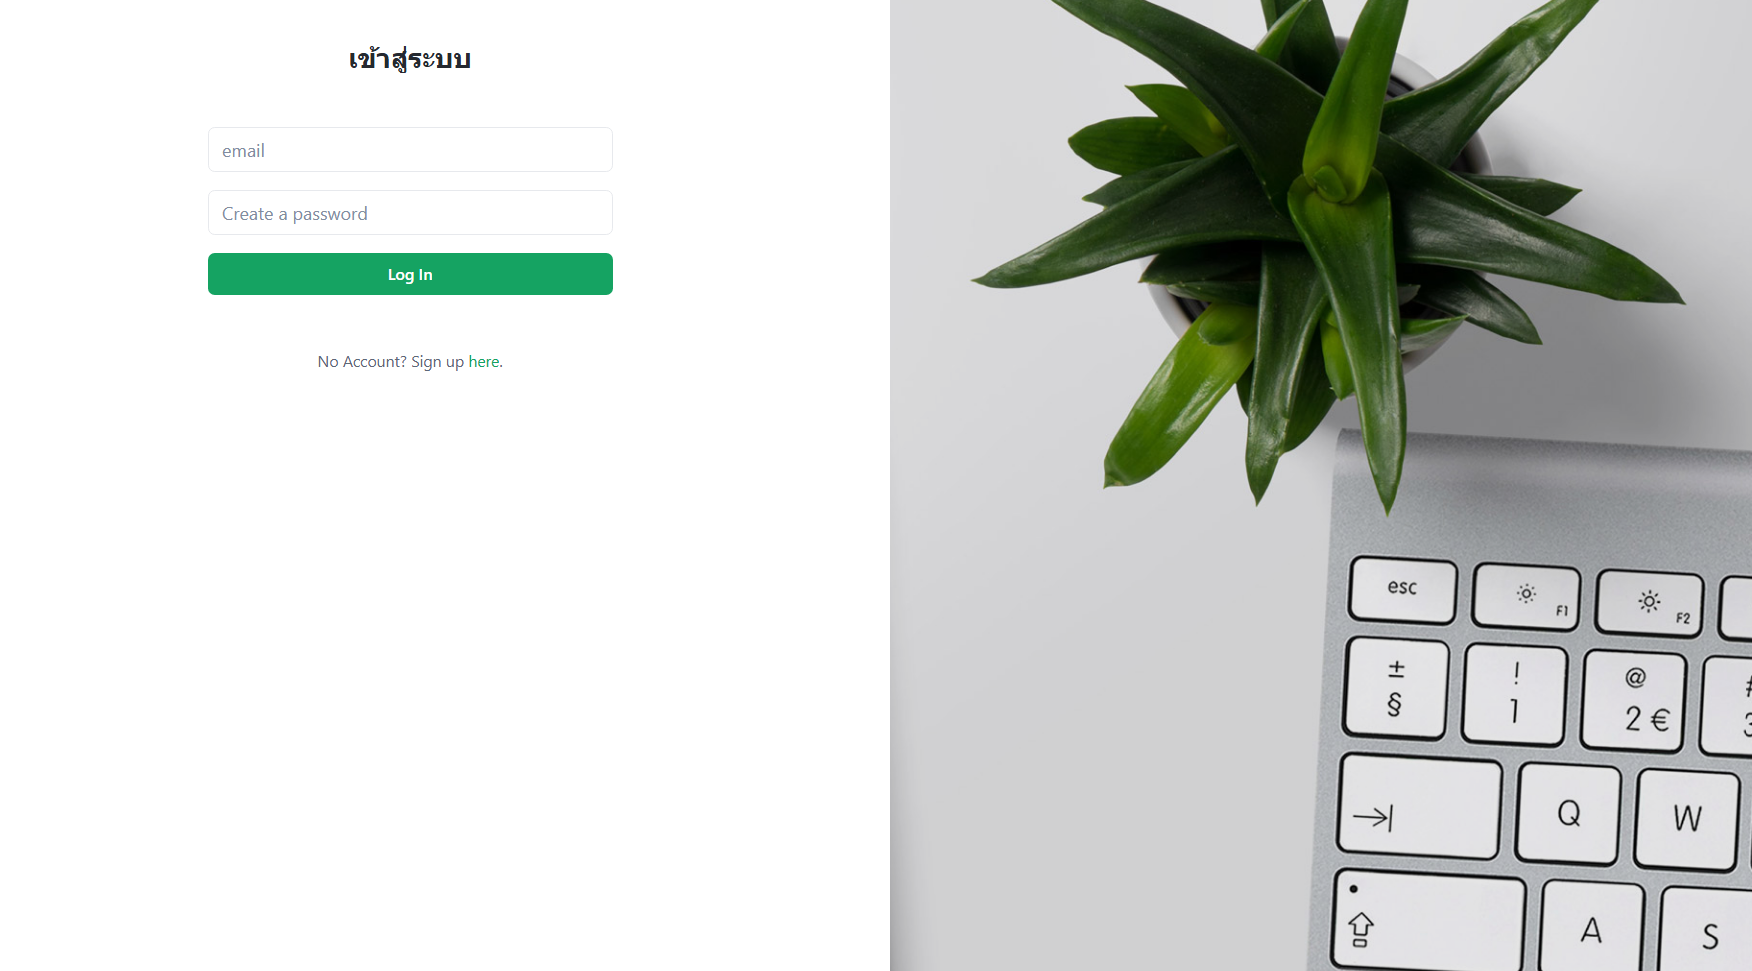 เข้าสู่ระบบ
email
Create a password
Log In
No Account? Sign up here.
esc
F1
F2
±
§
!
1
@
2 €
#
3
Q
W
A
S